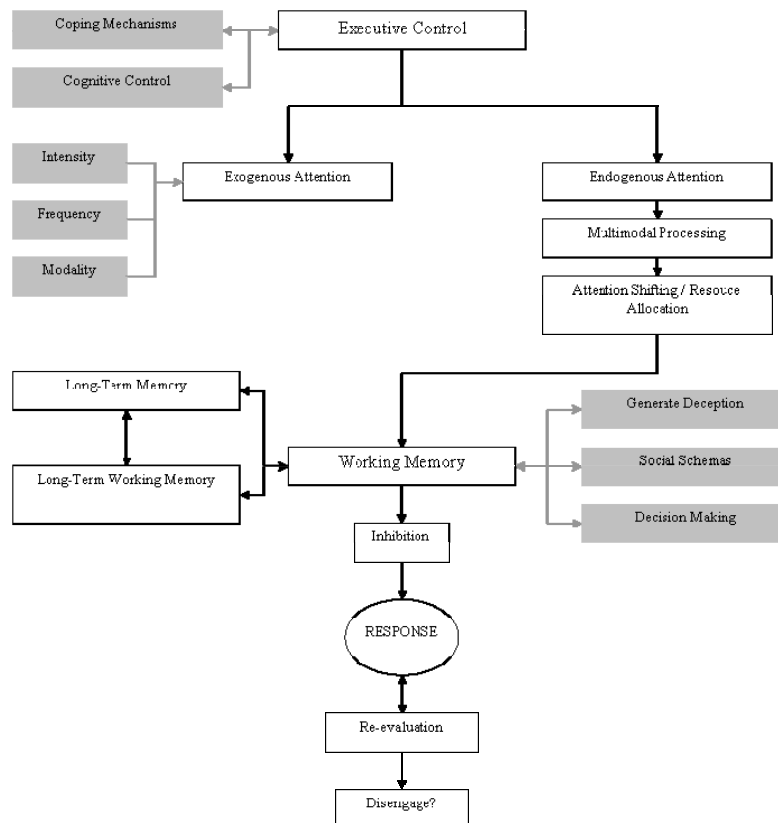 Coping Mechanisms
Executive Control
Cognitive Control
Intensity
Exogenous Attention
Endogenous Attention
Frequency
Multimodal Processing
Modality
Attention Shifting / Resouce
Allocation
Long-Term Memory
Generate Deception
Working Memory
Social Schemas
Long-Term Working Memory
Decision Making
Inhibition
RESPONSE
Re-evaluation
Disengage?